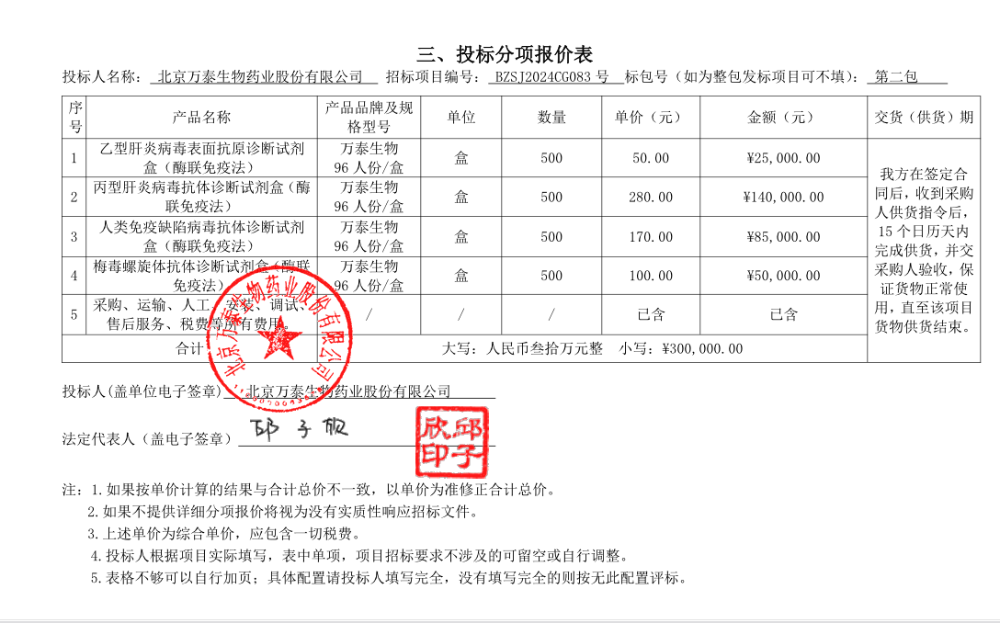 三、投标分项报价表
投标人名称： 北京万泰生物药业股份有限公司 招标项目编号： BZSJ2024CG083 号 标包号（如为整包发标项目可不填）： 第二包
序号 产品名称 产品品牌及规格型号 单位 数量 单价（元） 金额（元） 交货（供货）期
1 乙型肝炎病毒表面抗原诊断试剂盒（酶联免疫法） 万泰生物 96 人份/盒 盒 500 50.00 ¥25,000.00
2 丙型肝炎病毒抗体诊断试剂盒（酶联免疫法） 万泰生物 96 人份/盒 盒 500 280.00 ¥140,000.00
3 人类免疫缺陷病毒抗体诊断试剂盒（酶联免疫法） 万泰生物 96 人份/盒 盒 500 170.00 ¥85,000.00
4 梅毒螺旋体抗体诊断试剂盒（酶联免疫法） 万泰生物 96 人份/盒 盒 500 100.00 ¥50,000.00
5 采购、运输、人工、安装、调试、售后服务、税费等所有费用。 / / / 已含 已含
我方在签定合
同后，收到采购
人供货指令后，
15 个日历天内
完成供货，并交
采购人验收，保
证货物正常使
用，直至该项目
货物供货结束。
合计 大写：人民币叁拾万元整 小写：¥300,000.00
北京万泰生物药业股份有限公司
投标人(盖单位电子签章) 北京万泰生物药业股份有限公司
法定代表人（盖电子签章） 邱子欣
邱子欣印
注：1.如果按单价计算的结果与合计总价不一致，以单价为准修正合计总价。
2.如果不提供详细分项报价将视为没有实质性响应招标文件。
3.上述单价为综合单价，应包含一切税费。
4.投标人根据项目实际填写，表中单项，项目招标要求不涉及的可留空或自行调整。
5.表格不够可以自行加页；具体配置请投标人填写完全，没有填写完全的则按无此配置评标。